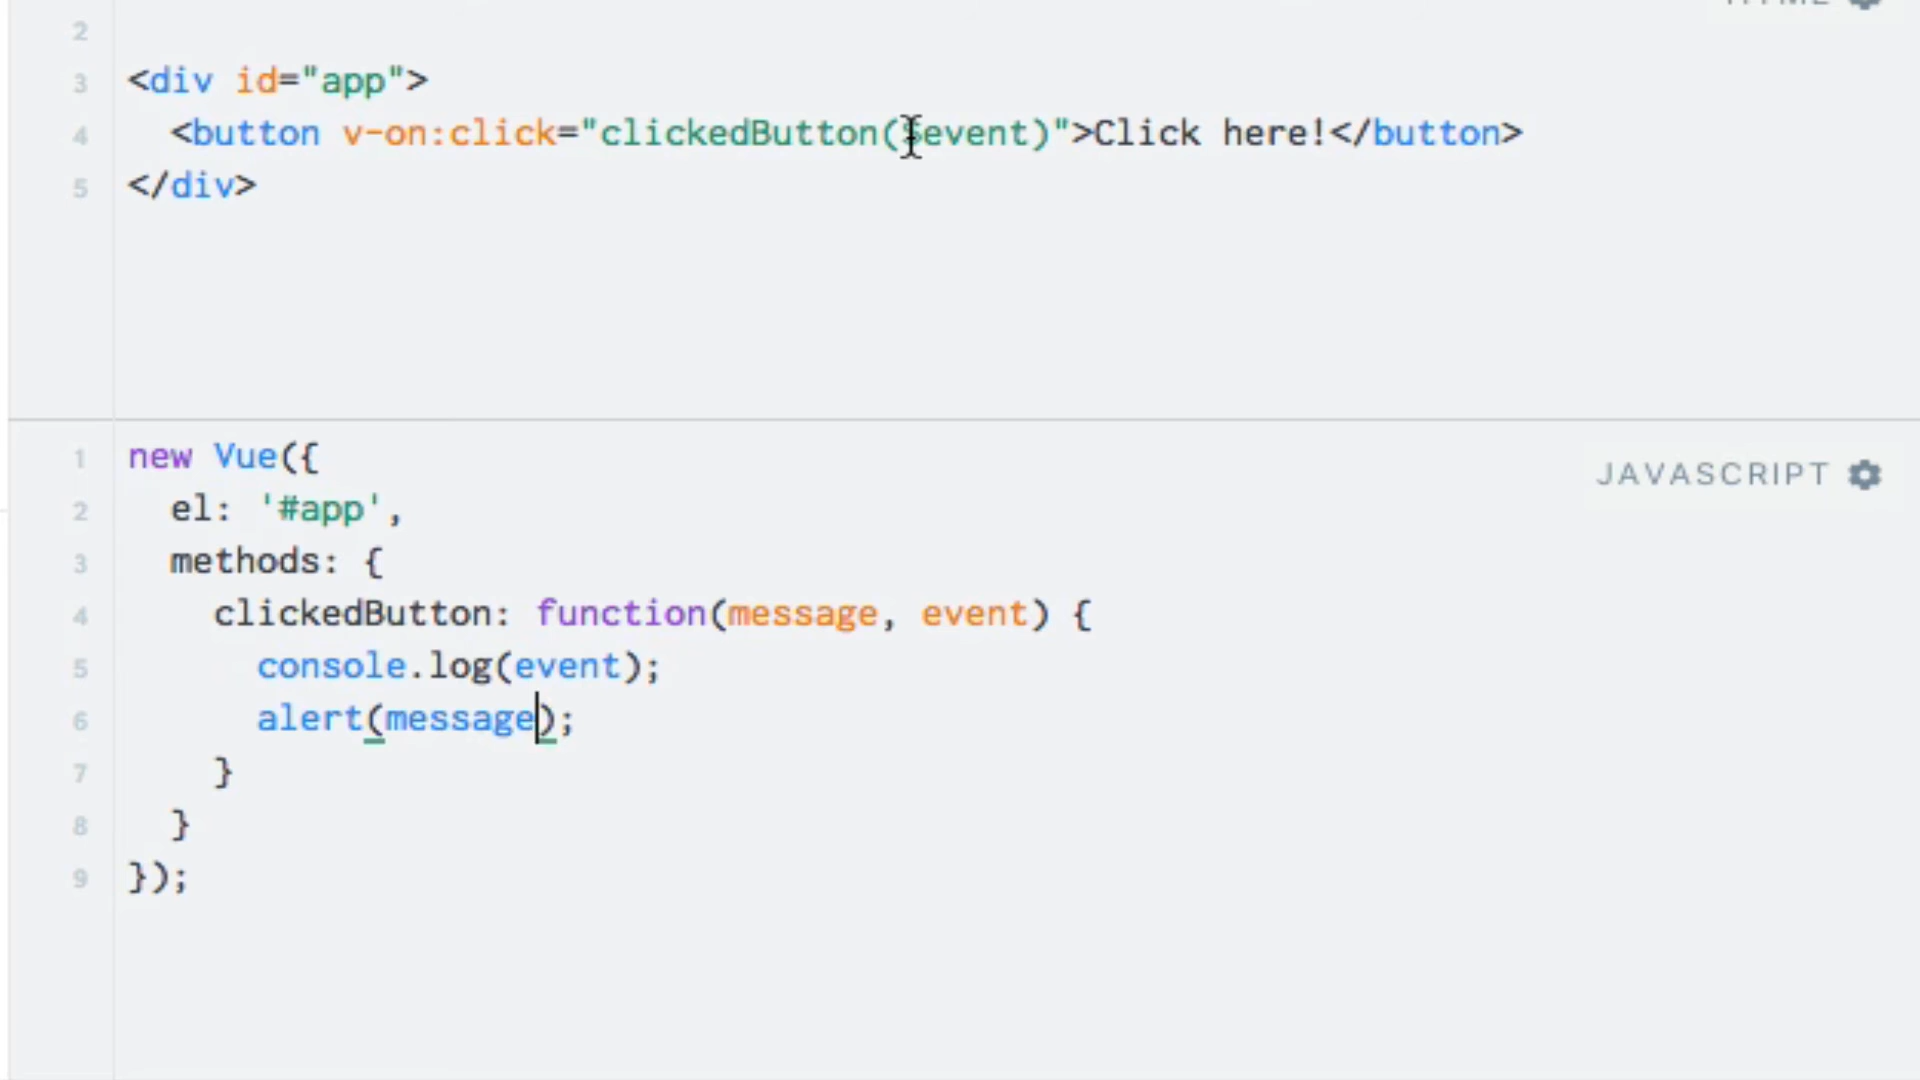 HTML
2
3 <div id="app">
4 <button v-on:click="clickedButton($event)">Click here!</button>
5 </div>
JAVASCRIPT
1 new Vue({
2 el: '#app',
3 methods: {
4 clickedButton: function(message, event) {
5 console.log(event);
6 alert(message);
7 }
8 }
9 });